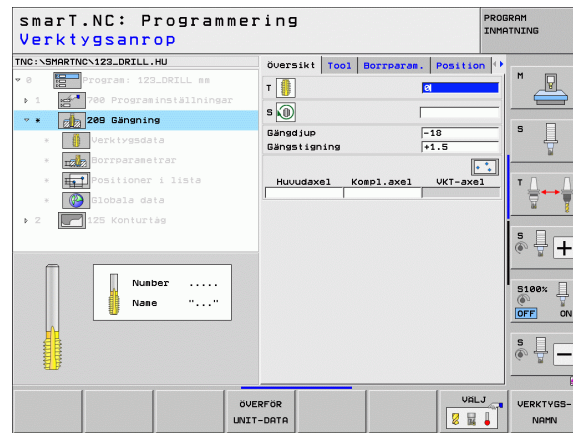 smarT.NC: Programmering
Verktygsanrop
PROGRAM
INMATNING
TNC:\SMARTNC\123_DRILL.HU
0 Program: 123_DRILL mm
1 700 Programinställningar
* 209 Gängning
* Verktygsdata
* Borrparametrar
* Positioner i lista
* Globala data
2 125 Konturtåg
Number .....
Name "..."
Översikt Tool Borrparam. Position
T 0
S
Gängdjup -18
Gängstigning +1.5
Huvudaxel Kompl.axel VKT-axel
M
S
T
S
S100%
OFF ON
S
ÖVERFÖR
UNIT-DATA
VÄLJ
VERKTYGS-
NAMN